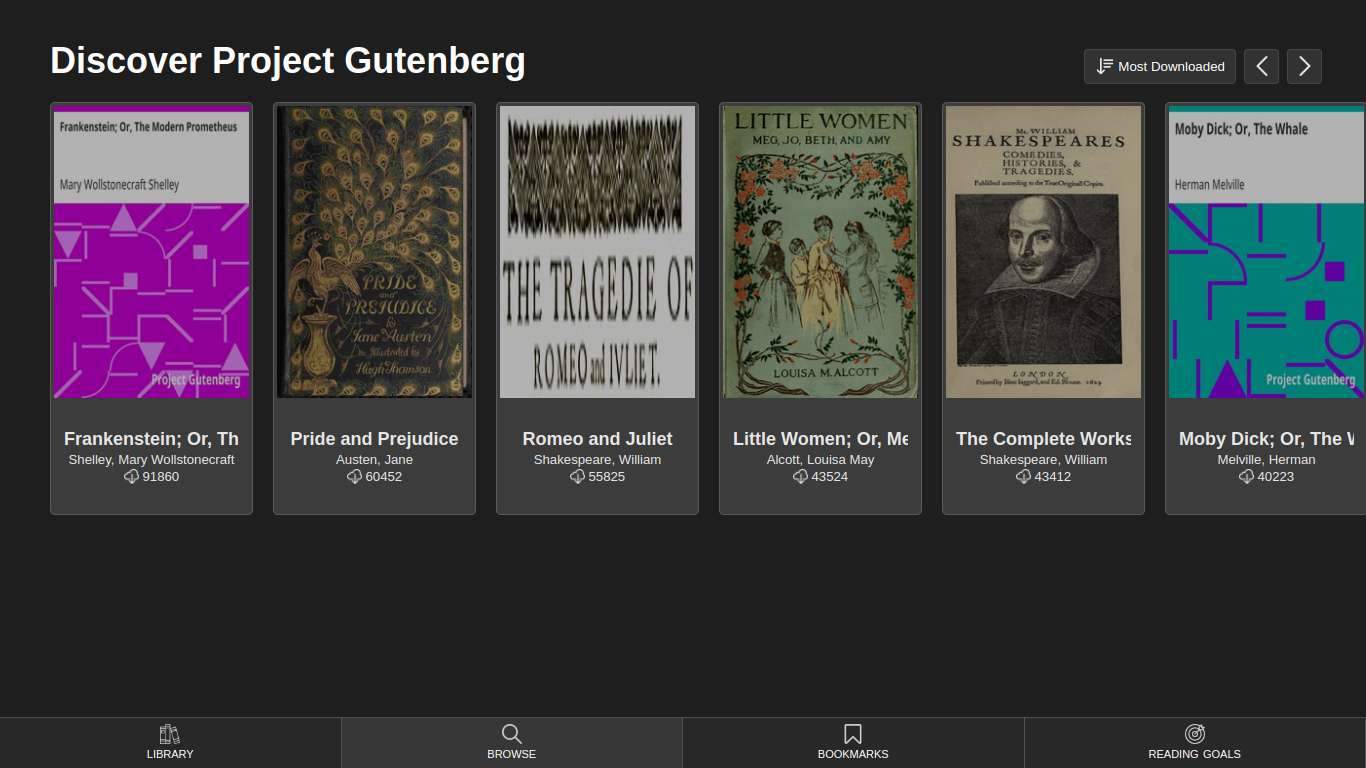 Discover Project Gutenberg
Most Downloaded
Frankenstein; Or, The Modern Prometheus
Mary Wollstonecraft Shelley
Project Gutenberg
Frankenstein; Or, Th
Shelley, Mary Wollstonecraft
91860
PRIDE
and
PREJUDICE
by
Jane Austen
Illustrated by
Hugh Thomson
Pride and Prejudice
Austen, Jane
60452
THE TRAGEDIE OF
ROMEO and IVLIET.
Romeo and Juliet
Shakespeare, William
55825
LITTLE WOMEN
MEG, JO, BETH, AND AMY
LOUISA M. ALCOTT
Little Women; Or, Me
Alcott, Louisa May
43524
Mr. WILLIAM
SHAKESPEARES
COMEDIES,
HISTORIES, &
TRAGEDIES.
Published according to the True Originall Copies.
LONDON
Printed by Isaac Iaggard, and Ed. Blount. 1623.
The Complete Works
Shakespeare, William
43412
Moby Dick; Or, The Whale
Herman Melville
Project Gutenberg
Moby Dick; Or, The W
Melville, Herman
40223
LIBRARY
BROWSE
BOOKMARKS
READING GOALS